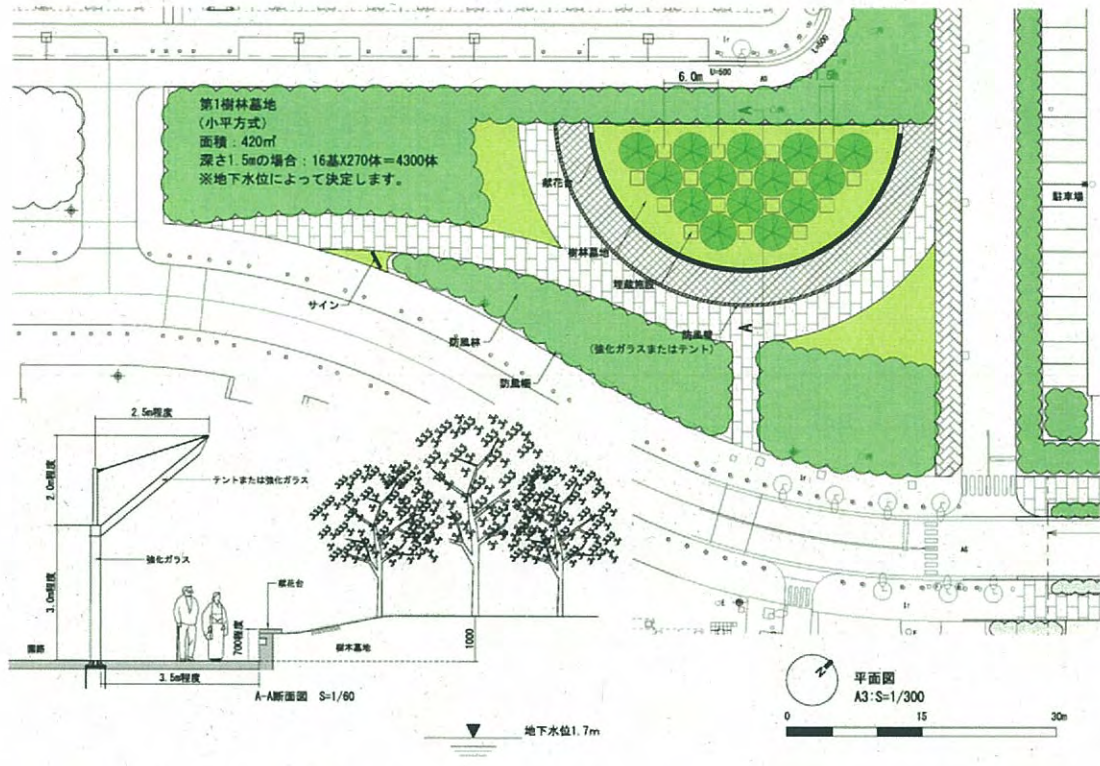 第1樹林墓地
(小平方式)
面積：420㎡
深さ1.5mの場合：16基X270体＝4300体
※地下水位によって決定します。
6.0m
U=500
献花台
樹林墓地
埋蔵施設
サイン
防風林
防風柵
防風壁
(強化ガラスまたはテント)
駐車場
A
A
2.5m程度
2.0m程度
テントまたは強化ガラス
強化ガラス
3.0m程度
献花台
700程度
1000
園路
樹木墓地
3.5m程度
A-A断面図 S=1/60
地下水位1.7m
N
平面図
A3:S=1/300
0 15 30m